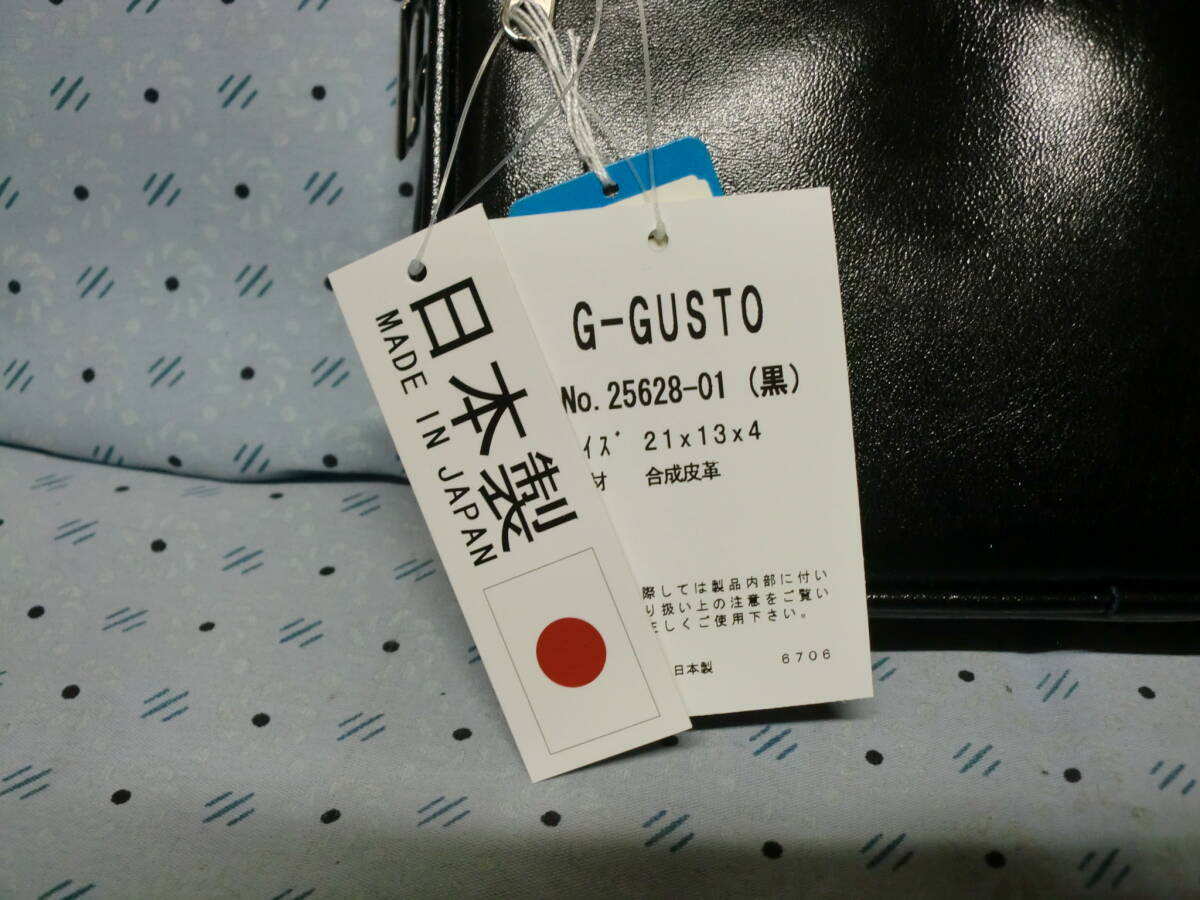 日本製
MADE IN JAPAN
G-GUSTO
No.25628-01 (黒)
イズ 21x13x4
材 合成皮革
際しては製品内部に付い
り扱い上の注意をご覧い
正しくご使用下さい。
日本製 6706